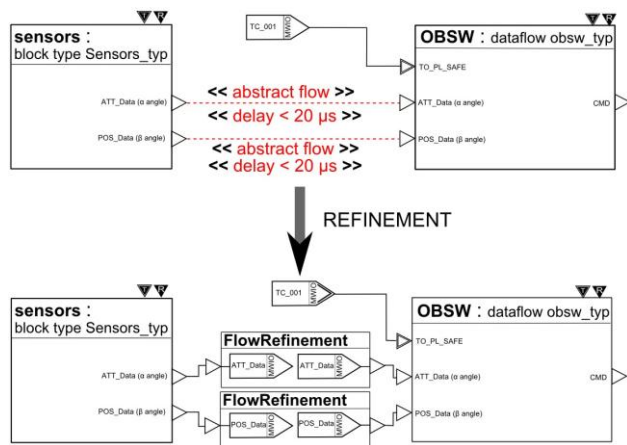 T R
sensors :
block type Sensors_typ
ATT_Data (α angle)
POS_Data (β angle)
TC_001
MWIO
<< abstract flow >>
<< delay < 20 µs >>
<< abstract flow >>
<< delay < 20 µs >>
T R
OBSW : dataflow obsw_typ
TO_PL_SAFE
ATT_Data (α angle)
CMD
POS_Data (β angle)
REFINEMENT
T R
sensors :
block type Sensors_typ
ATT_Data (α angle)
POS_Data (β angle)
TC_001
MWIO
FlowRefinement
ATT_Data
MWIO
ATT_Data
MWIO
FlowRefinement
POS_Data
MWIO
POS_Data
MWIO
T R
OBSW : dataflow obsw_typ
TO_PL_SAFE
ATT_Data (α angle)
CMD
POS_Data (β angle)